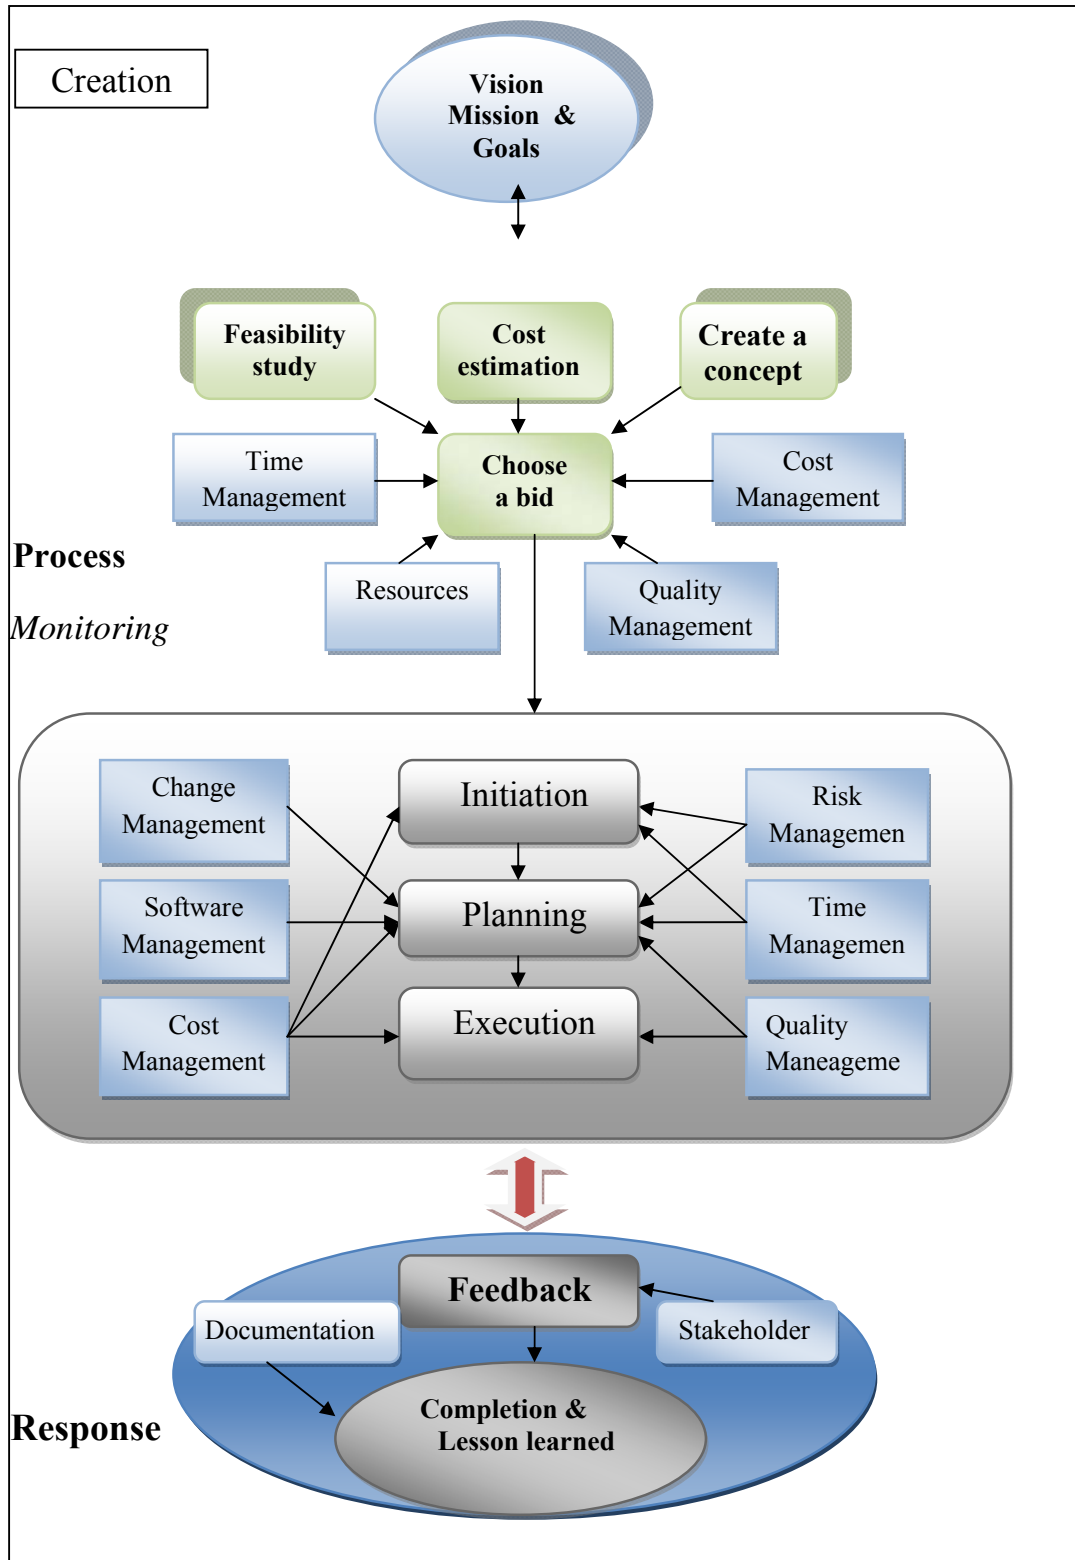 Creation
Vision
Mission &
Goals
Feasibility
study
Cost
estimation
Create a
concept
Time
Management
Choose
a bid
Cost
Management
Process
Resources
Quality
Management
Monitoring
Change
Management
Initiation
Risk
Managemen
Software
Management
Planning
Time
Managemen
Cost
Management
Execution
Quality
Maneageme
Feedback
Documentation
Stakeholder
Completion &
Lesson learned
Response